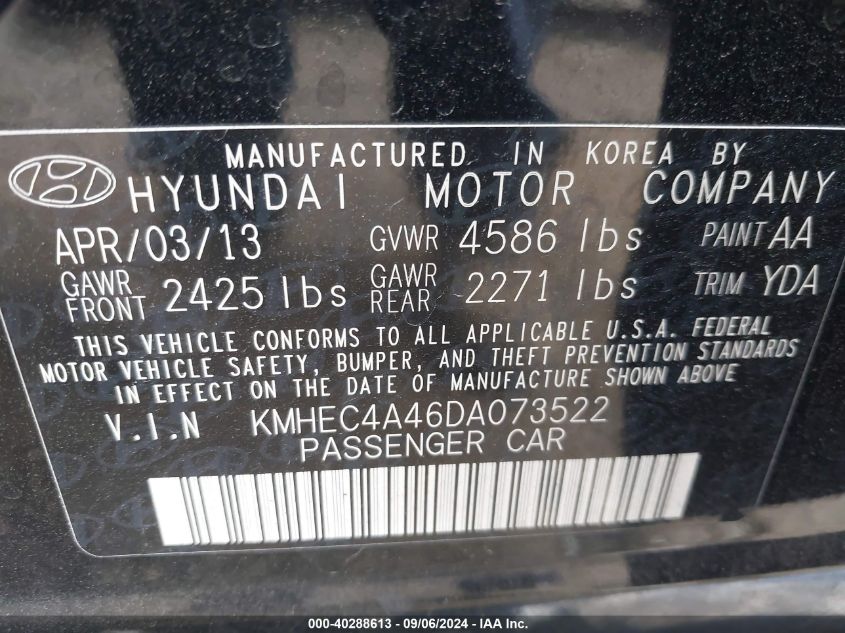 MANUFACTURED IN KOREA BY
HYUNDAI MOTOR COMPANY
APR/03/13 GVWR 4586 lbs PAINT AA
GAWR FRONT 2425 lbs GAWR REAR 2271 lbs TRIM YDA
THIS VEHICLE CONFORMS TO ALL APPLICABLE U.S.A. FEDERAL
MOTOR VEHICLE SAFETY, BUMPER, AND THEFT PREVENTION STANDARDS
IN EFFECT ON THE DATE OF MANUFACTURE SHOWN ABOVE
V.I.N KMHEC4A46DA073522
PASSENGER CAR
000-40288613 - 09/06/2024 - IAA Inc.